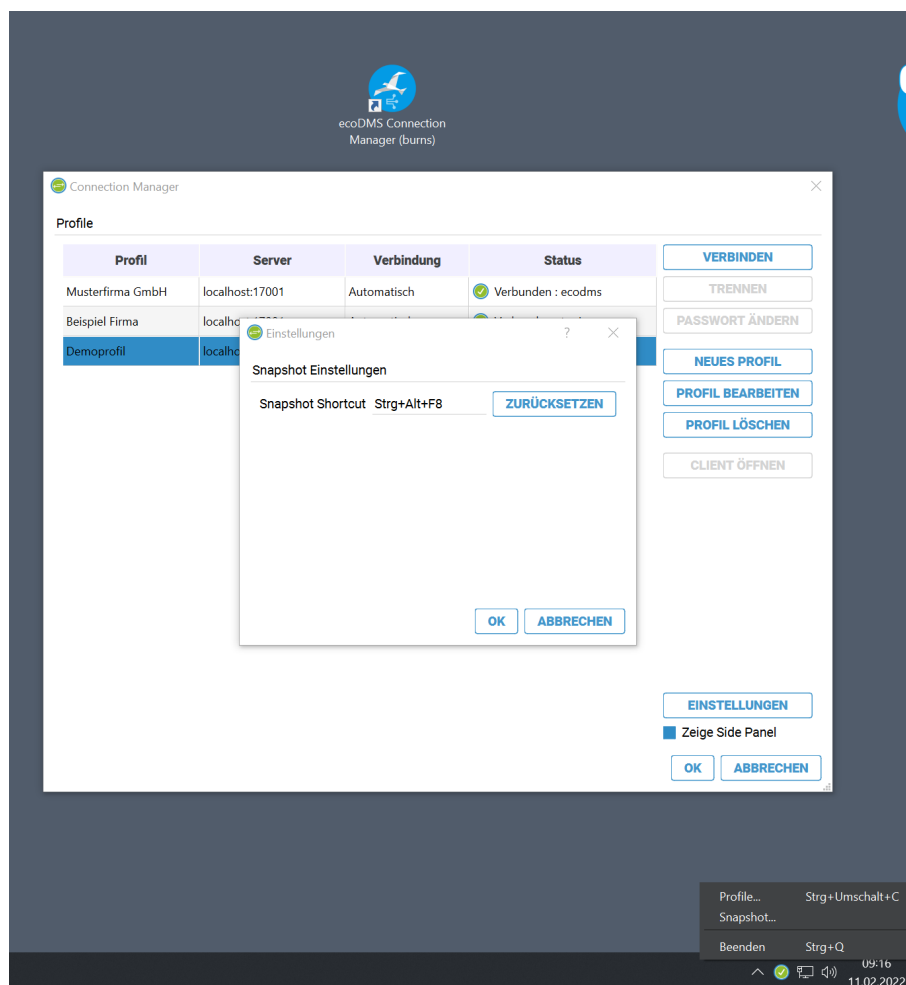 ecoDMS Connection
Manager (burns)
Connection Manager
Profile
Profil Server Verbindung Status
Musterfirma GmbH localhost:17001 Automatisch Verbunden : ecodms
Beispiel Firma
Demoprofil
VERBINDEN
TRENNEN
PASSWORT ÄNDERN
NEUES PROFIL
PROFIL BEARBEITEN
PROFIL LÖSCHEN
CLIENT ÖFFNEN
Einstellungen ?
Snapshot Einstellungen
Snapshot Shortcut Strg+Alt+F8 ZURÜCKSETZEN
OK ABBRECHEN
EINSTELLUNGEN
Zeige Side Panel
OK ABBRECHEN
Profile... Strg+Umschalt+C
Snapshot...
Beenden Strg+Q
09:16
11.02.2022